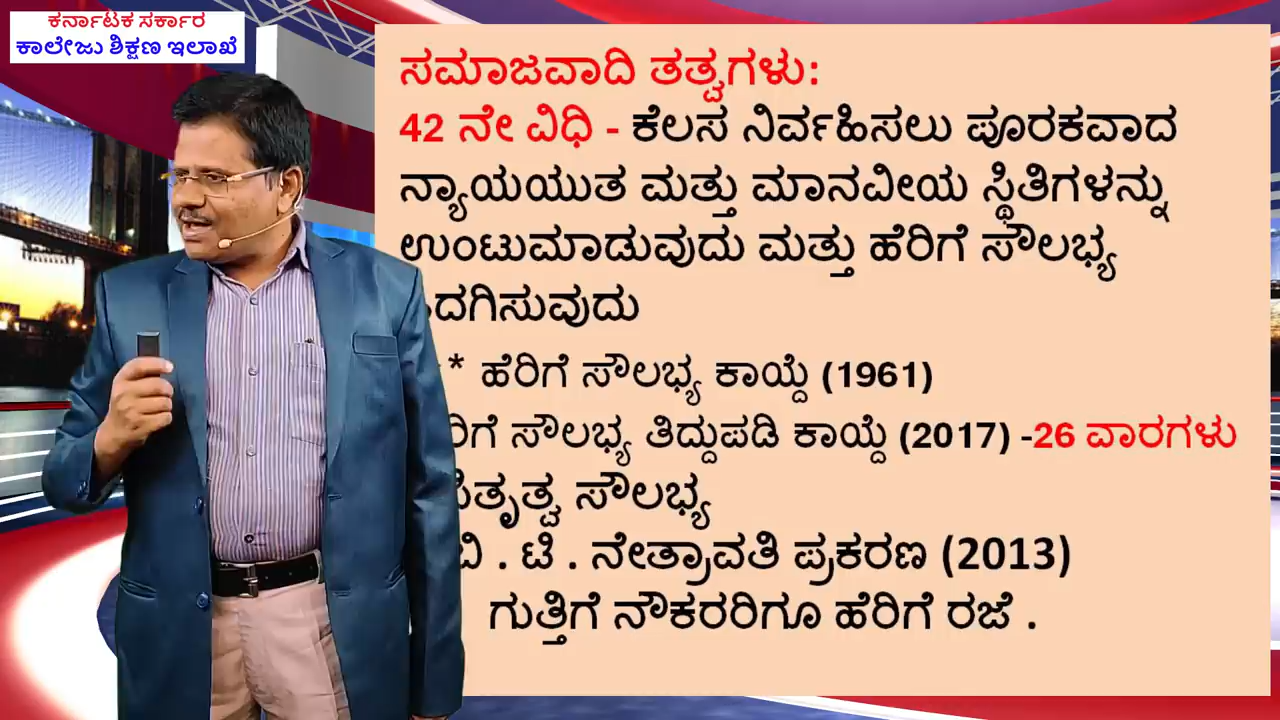 ಕರ್ನಾಟಕ ಸರ್ಕಾರ
ಕಾಲೇಜು ಶಿಕ್ಷಣ ಇಲಾಖೆ
ಸಮಾಜವಾದಿ ತತ್ವಗಳು:
42 ನೇ ವಿಧಿ - ಕೆಲಸ ನಿರ್ವಹಿಸಲು ಪೂರಕವಾದ
ನ್ಯಾಯಯುತ ಮತ್ತು ಮಾನವೀಯ ಸ್ಥಿತಿಗಳನ್ನು
ಉಂಟುಮಾಡುವುದು ಮತ್ತು ಹೆರಿಗೆ ಸೌಲಭ್ಯ
* ಹೆರಿಗೆ ಸೌಲಭ್ಯ ಕಾಯ್ದೆ (1961)
ಸೌಲಭ್ಯ ತಿದ್ದುಪಡಿ ಕಾಯ್ದೆ (2017) -26 ವಾರಗಳು
ಸೌಲಭ್ಯ
. ಟಿ . ನೇತ್ರಾವತಿ ಪ್ರಕರಣ (2013)
ಗುತ್ತಿಗೆ ನೌಕರರಿಗೂ ಹೆರಿಗೆ ರಜೆ .